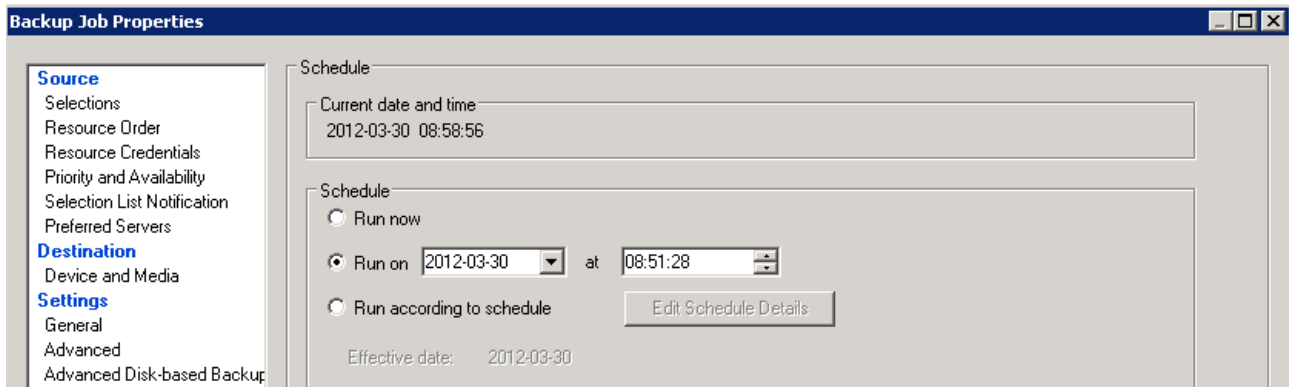 Backup Job Properties
Source
Selections
Resource Order
Resource Credentials
Priority and Availability
Selection List Notification
Preferred Servers
Destination
Device and Media
Settings
General
Advanced
Advanced Disk-based Backup
Schedule
Current date and time
2012-03-30 08:58:56
Schedule
Run now
Run on 2012-03-30 at 08:51:28
Run according to schedule Edit Schedule Details
Effective date: 2012-03-30